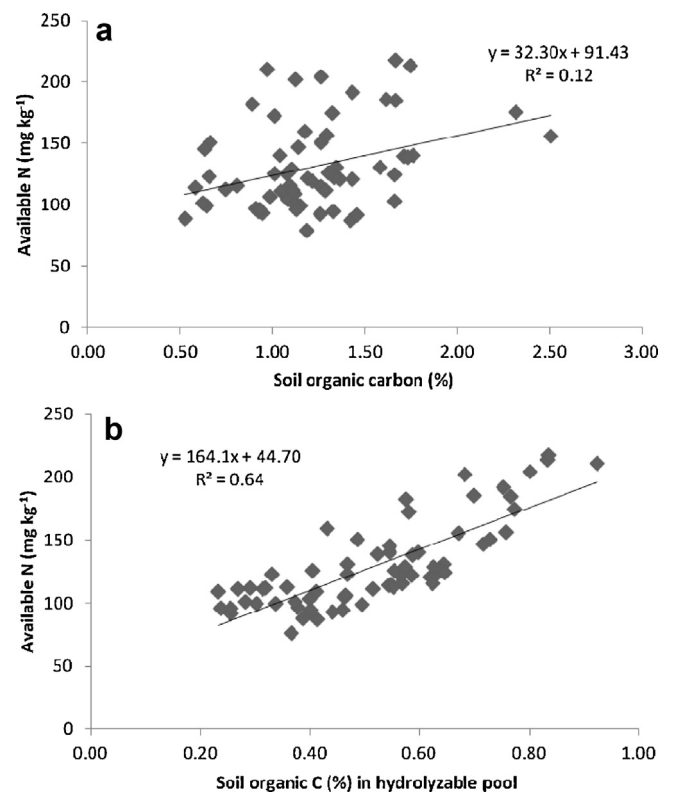 250
a
y = 32.30x + 91.43
R² = 0.12
200
150
100
50
0
Available N (mg kg⁻¹)
0.00 0.50 1.00 1.50 2.00 2.50 3.00
Soil organic carbon (%)
250
b
y = 164.1x + 44.70
R² = 0.64
200
150
100
50
0
Available N (mg kg⁻¹)
0.00 0.20 0.40 0.60 0.80 1.00
Soil organic C (%) in hydrolyzable pool